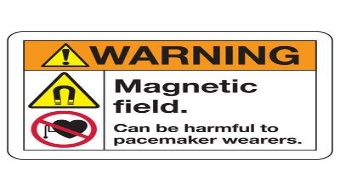 WARNING
Magnetic
field.
Can be harmful to
pacemaker wearers.